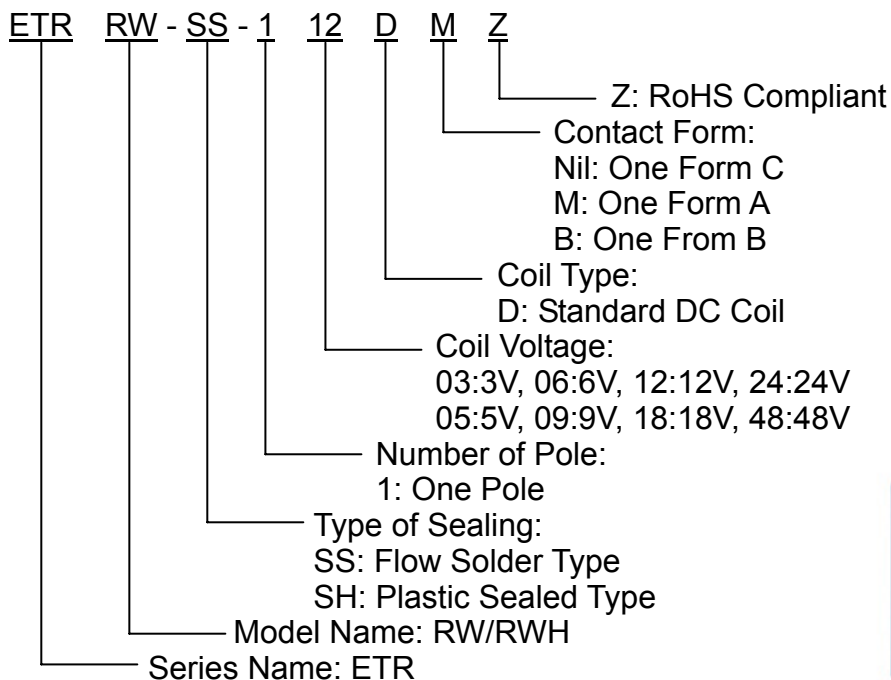 ETR RW - SS - 1 12 D M Z
Z: RoHS Compliant
Contact Form:
Nil: One Form C
M: One Form A
B: One From B
Coil Type:
D: Standard DC Coil
Coil Voltage:
03:3V, 06:6V, 12:12V, 24:24V
05:5V, 09:9V, 18:18V, 48:48V
Number of Pole:
1: One Pole
Type of Sealing:
SS: Flow Solder Type
SH: Plastic Sealed Type
Model Name: RW/RWH
Series Name: ETR